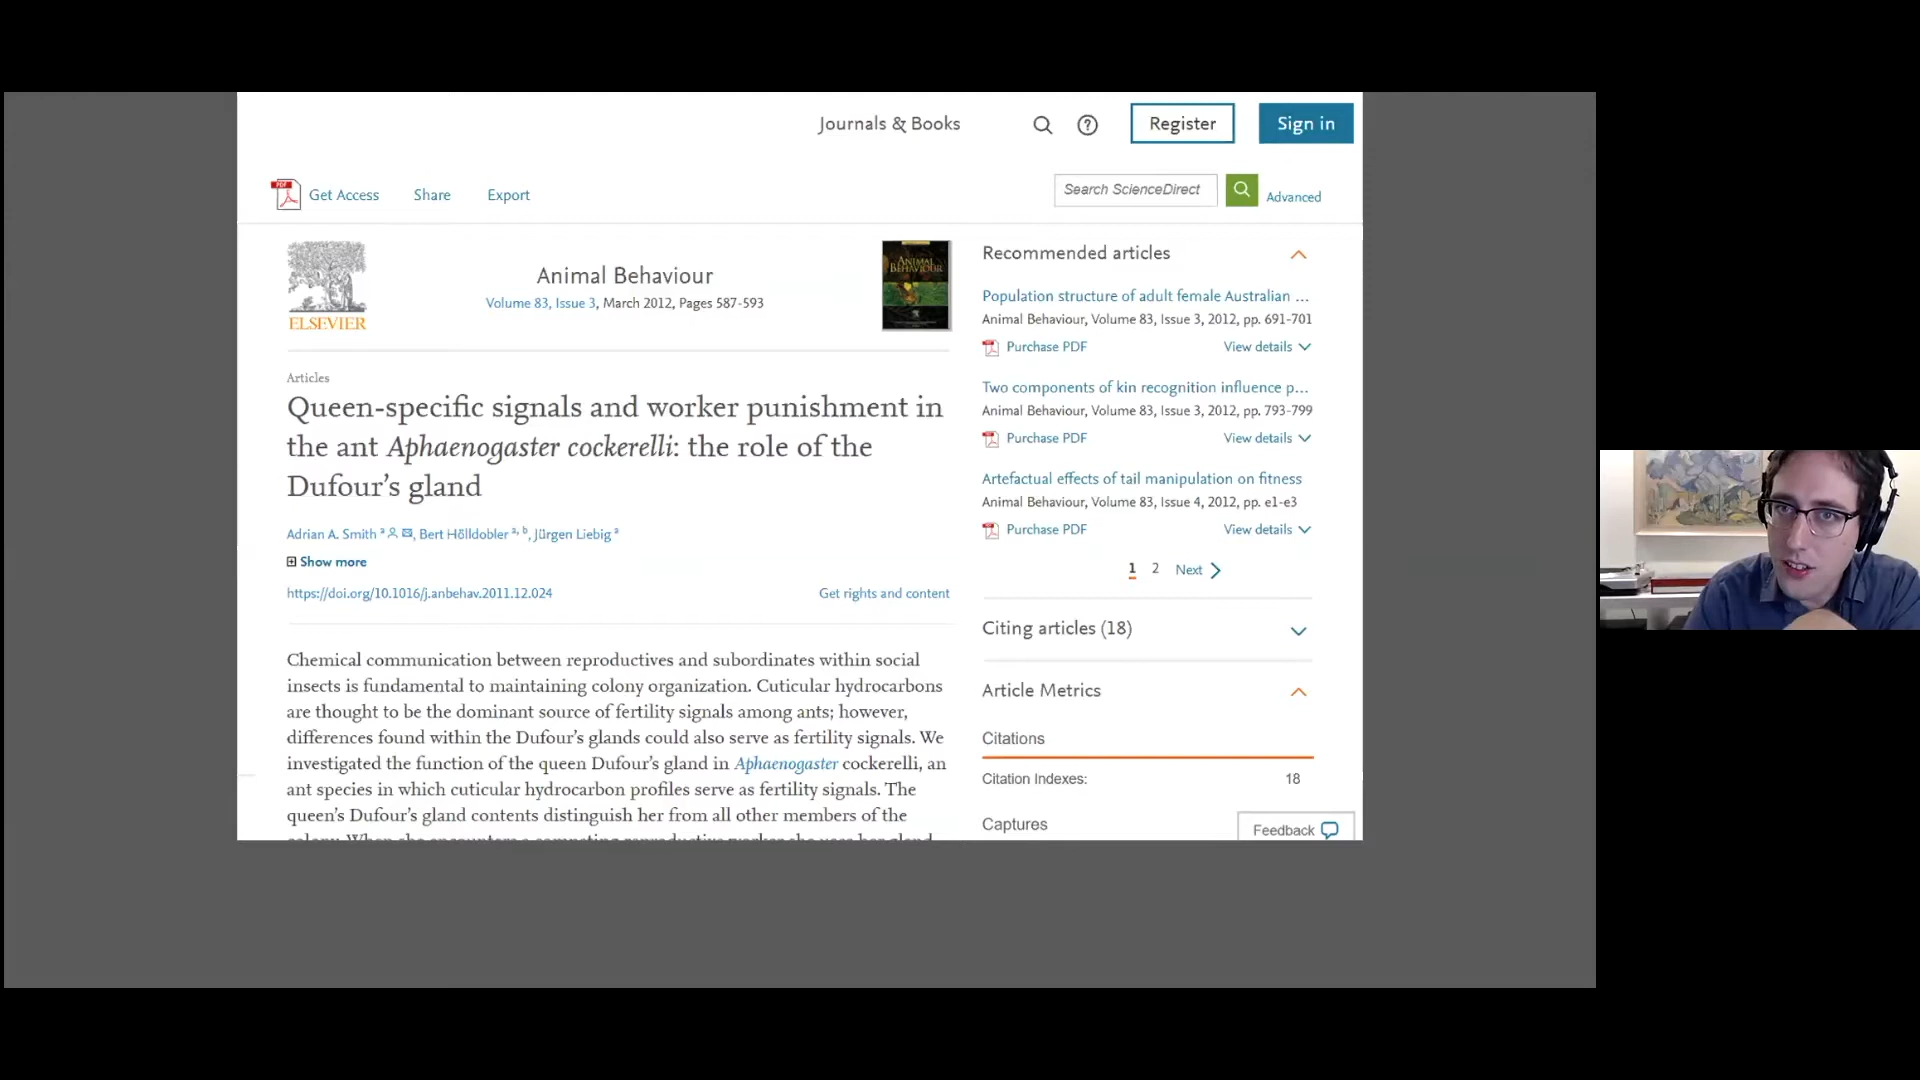 Journals & Books
Register
Sign in
Get Access
Share
Export
Search ScienceDirect
Advanced
ELSEVIER
Animal Behaviour
Volume 83, Issue 3, March 2012, Pages 587-593
ANIMAL
BEHAVIOUR
Articles
Queen-specific signals and worker punishment in
the ant Aphaenogaster cockerelli: the role of the
Dufour's gland
Adrian A. Smith a, Bert Hölldobler a, b, Jürgen Liebig a
Show more
https://doi.org/10.1016/j.anbehav.2011.12.024
Get rights and content
Chemical communication between reproductives and subordinates within social
insects is fundamental to maintaining colony organization. Cuticular hydrocarbons
are thought to be the dominant source of fertility signals among ants; however,
differences found within the Dufour's glands could also serve as fertility signals. We
investigated the function of the queen Dufour's gland in Aphaenogaster cockerelli, an
ant species in which cuticular hydrocarbon profiles serve as fertility signals. The
queen's Dufour's gland contents distinguish her from all other members of the
Recommended articles
Population structure of adult female Australian ...
Animal Behaviour, Volume 83, Issue 3, 2012, pp. 691-701
Purchase PDF
View details
Two components of kin recognition influence p...
Animal Behaviour, Volume 83, Issue 3, 2012, pp. 793-799
Purchase PDF
View details
Artefactual effects of tail manipulation on fitness
Animal Behaviour, Volume 83, Issue 4, 2012, pp. e1-e3
Purchase PDF
View details
1 2 Next
Citing articles (18)
Article Metrics
Citations
Citation Indexes: 18
Captures
Feedback